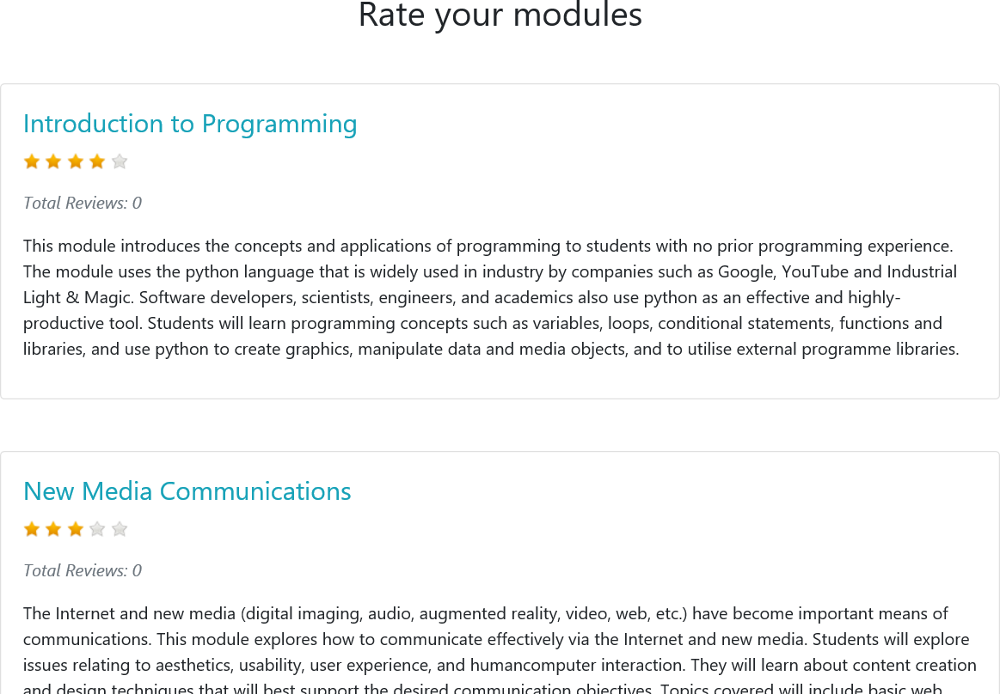 Rate your modules
Introduction to Programming
Total Reviews: 0
This module introduces the concepts and applications of programming to students with no prior programming experience.
The module uses the python language that is widely used in industry by companies such as Google, YouTube and Industrial
Light & Magic. Software developers, scientists, engineers, and academics also use python as an effective and highly-
productive tool. Students will learn programming concepts such as variables, loops, conditional statements, functions and
libraries, and use python to create graphics, manipulate data and media objects, and to utilise external programme libraries.
New Media Communications
Total Reviews: 0
The Internet and new media (digital imaging, audio, augmented reality, video, web, etc.) have become important means of
communications. This module explores how to communicate effectively via the Internet and new media. Students will explore
issues relating to aesthetics, usability, user experience, and humancomputer interaction. They will learn about content creation
and design techniques that will best support the desired communication objectives. Topics covered will include basic web